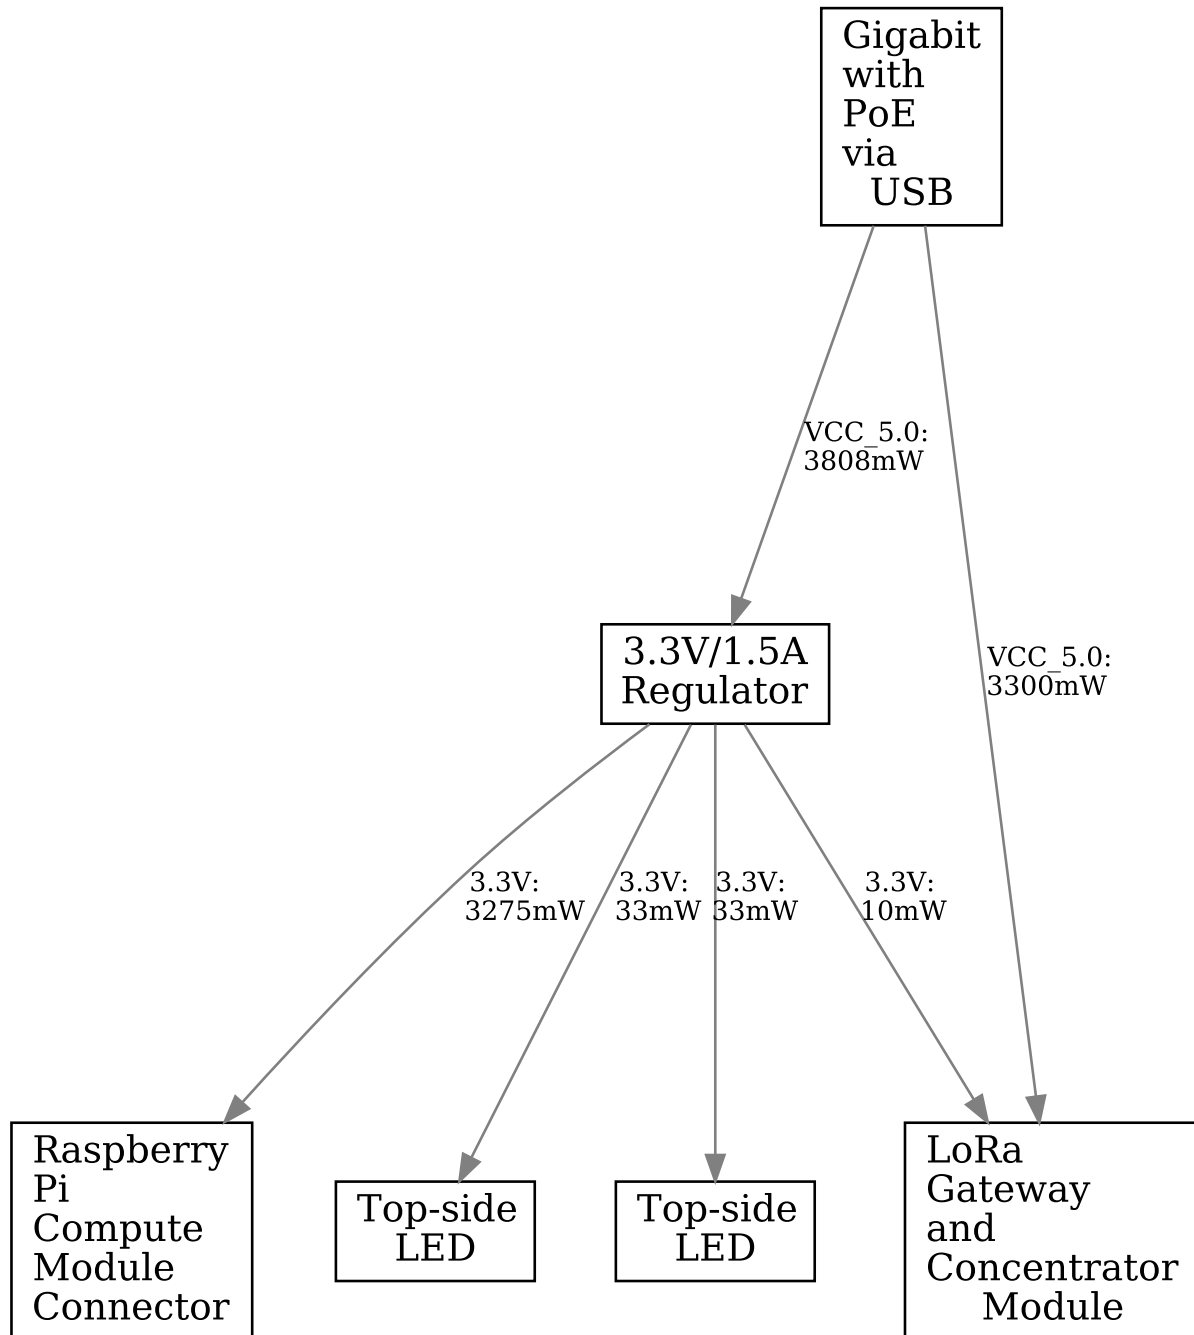 Gigabit
with
PoE
via
USB
VCC_5.0:
3808mW
3.3V/1.5A
Regulator
VCC_5.0:
3300mW
3.3V:
3275mW
3.3V:
33mW
3.3V:
33mW
3.3V:
10mW
Raspberry
Pi
Compute
Module
Connector
Top-side
LED
Top-side
LED
LoRa
Gateway
and
Concentrator
Module